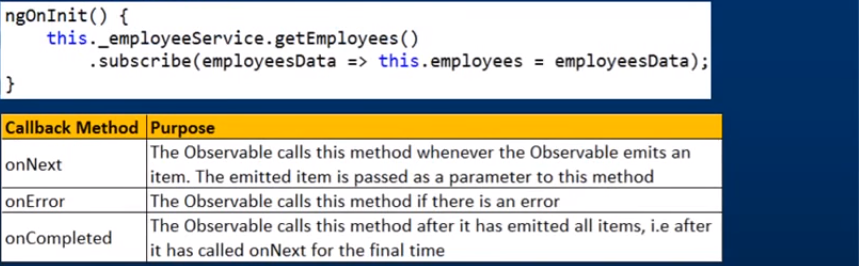 ngOnInit() {
this._employeeService.getEmployees()
.subscribe(employeesData => this.employees = employeesData);
}
Callback Method Purpose
onNext
The Observable calls this method whenever the Observable emits an
item. The emitted item is passed as a parameter to this method
onError The Observable calls this method if there is an error
onCompleted
The Observable calls this method after it has emitted all items, i.e after
it has called onNext for the final time